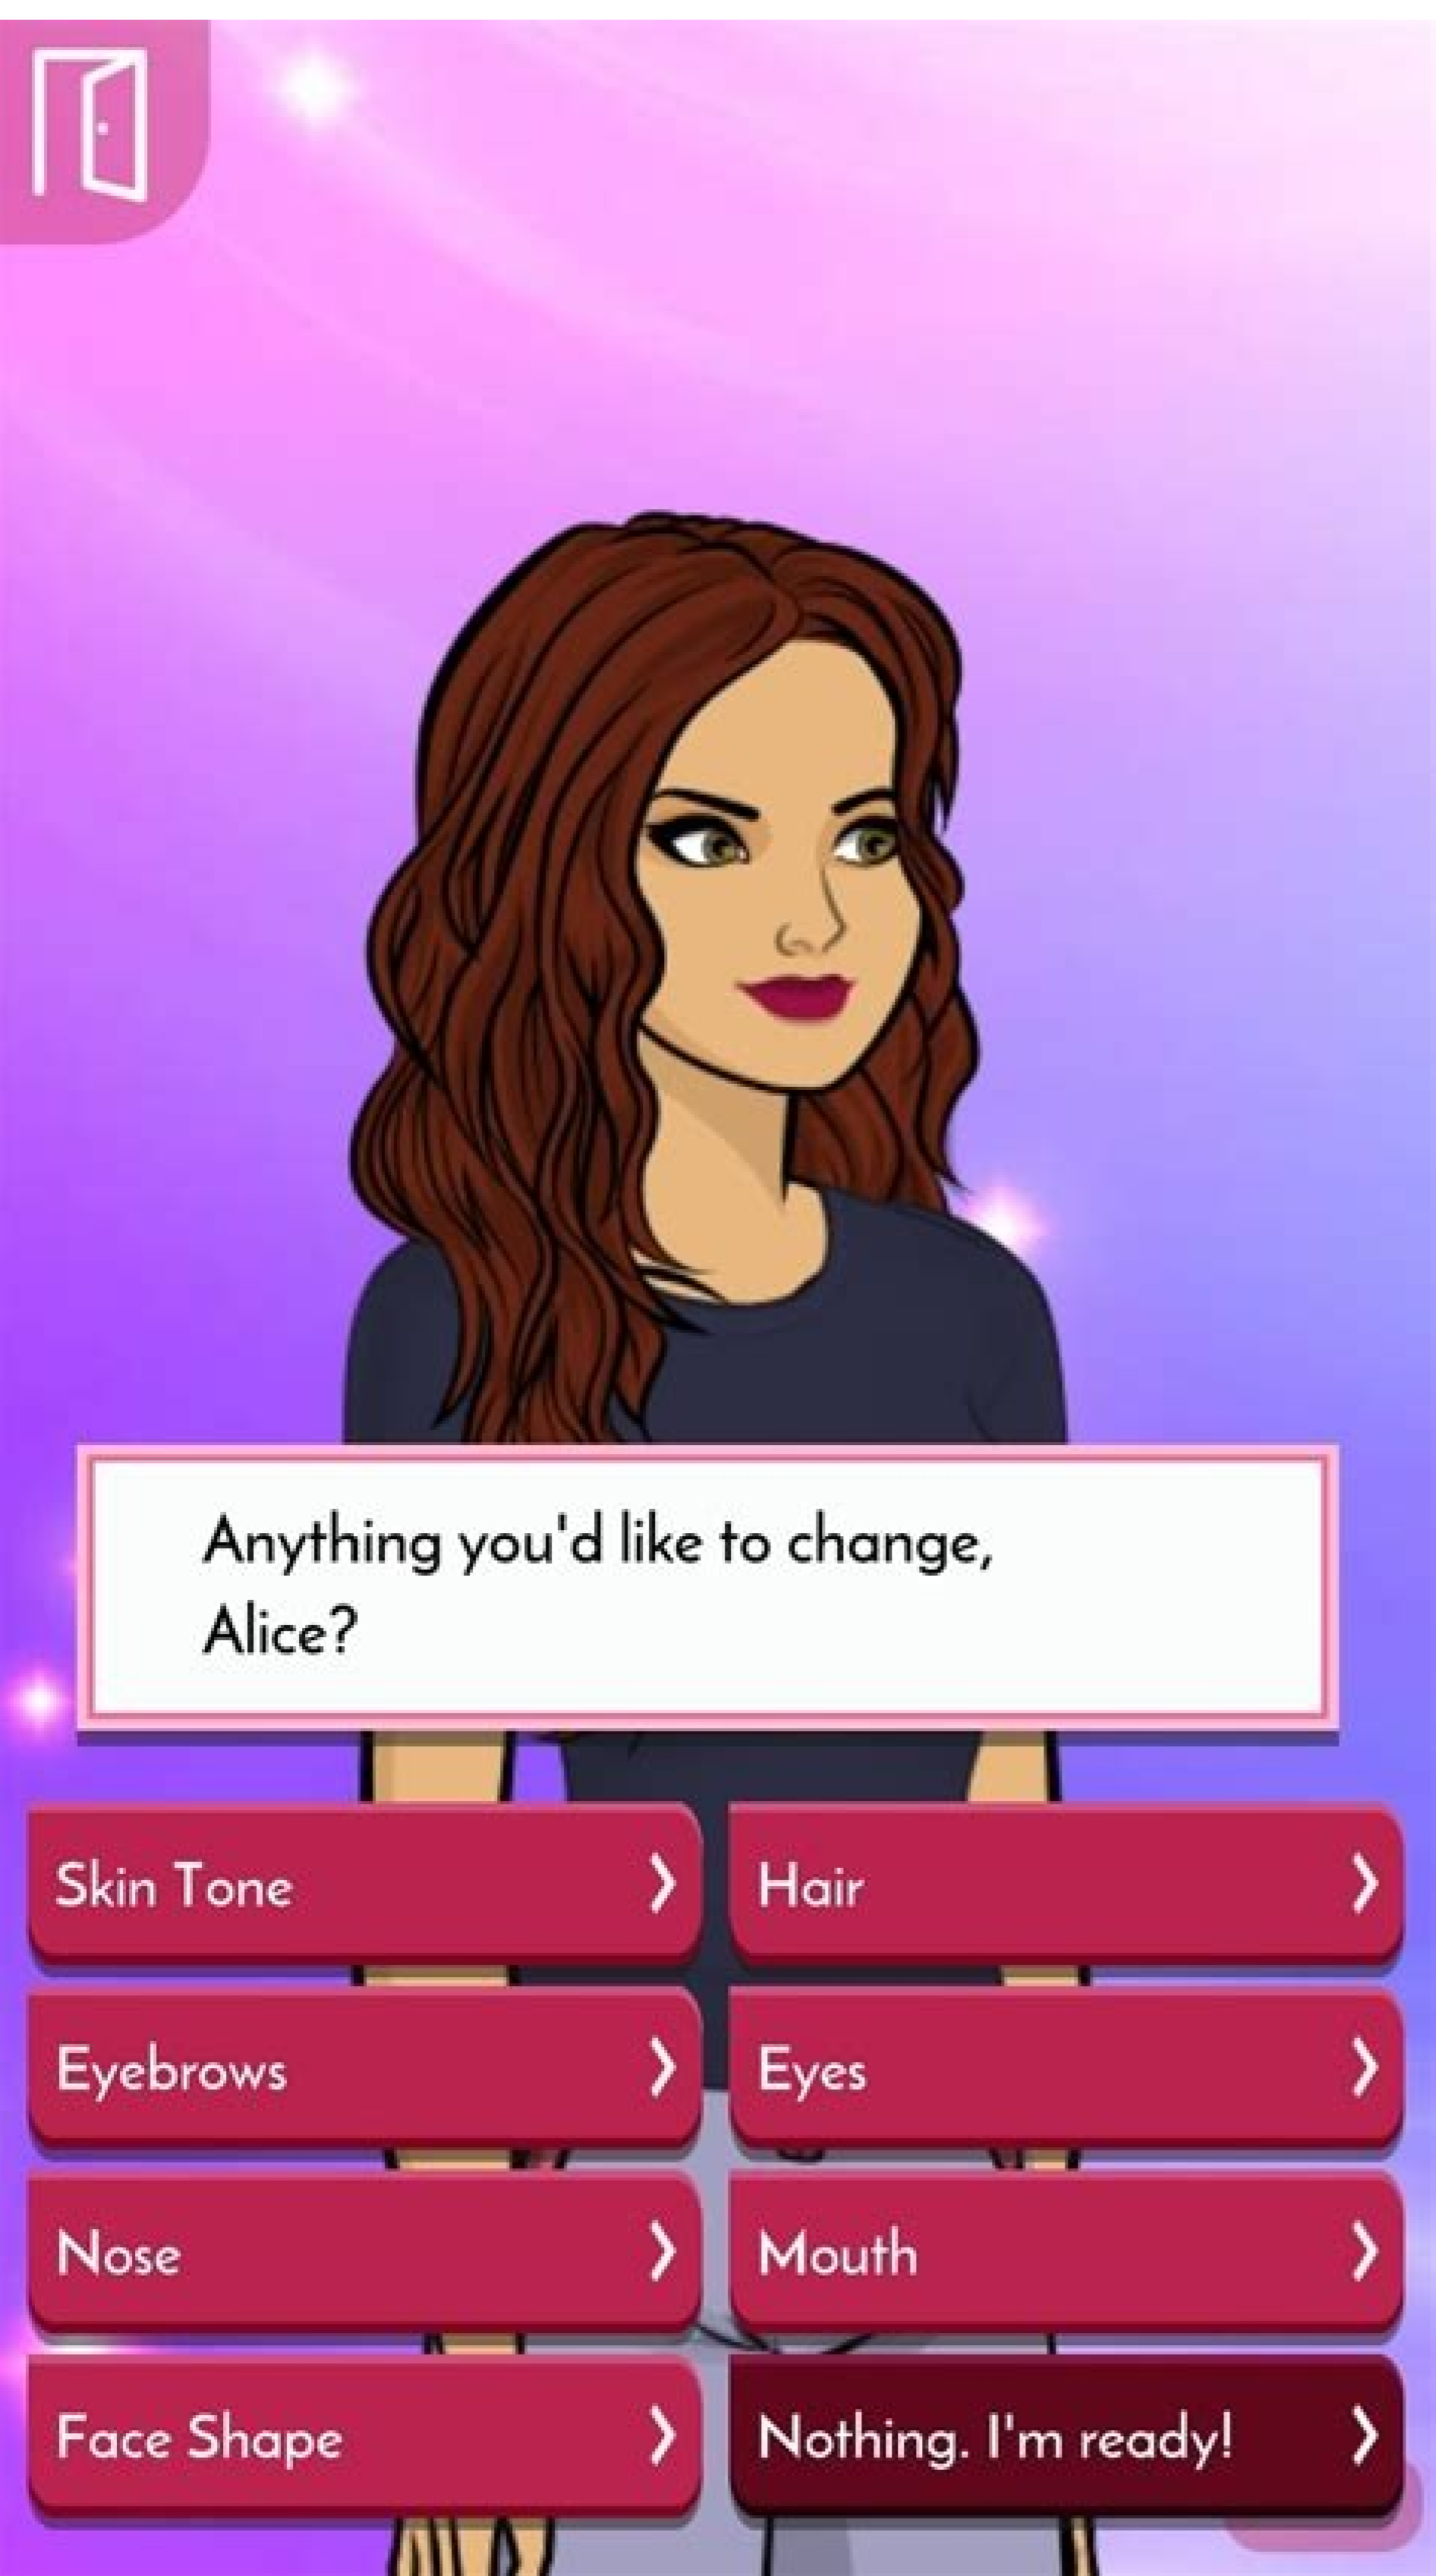 Anything you'd like to change,
Alice?
Skin Tone
Hair
Eyebrows
Eyes
Nose
Mouth
Face Shape
Nothing. I'm ready!